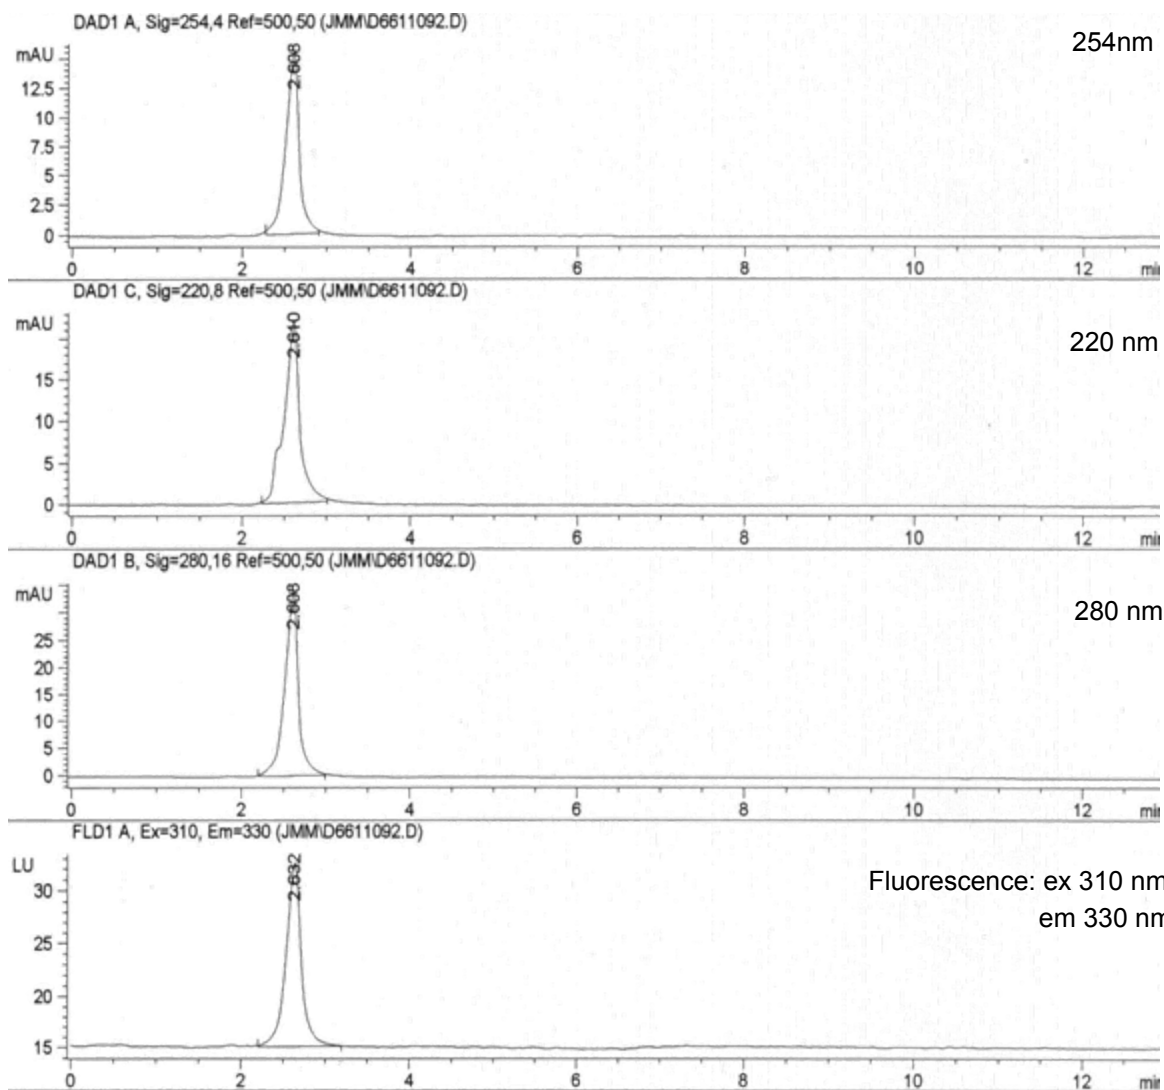 DAD1 A, Sig=254,4 Ref=500,50 (JMM\D6611092.D)
mAU
254nm
2.608
12.5
10
7.5
5
2.5
0
0 2 4 6 8 10 12 min
DAD1 C, Sig=220,8 Ref=500,50 (JMM\D6611092.D)
mAU
220 nm
2.610
15
10
5
0
0 2 4 6 8 10 12 min
DAD1 B, Sig=280,16 Ref=500,50 (JMM\D6611092.D)
mAU
280 nm
2.608
25
20
15
10
5
0
0 2 4 6 8 10 12 min
FLD1 A, Ex=310, Em=330 (JMM\D6611092.D)
LU
Fluorescence: ex 310 nm
em 330 nm
2.632
30
25
20
15
0 2 4 6 8 10 12 min